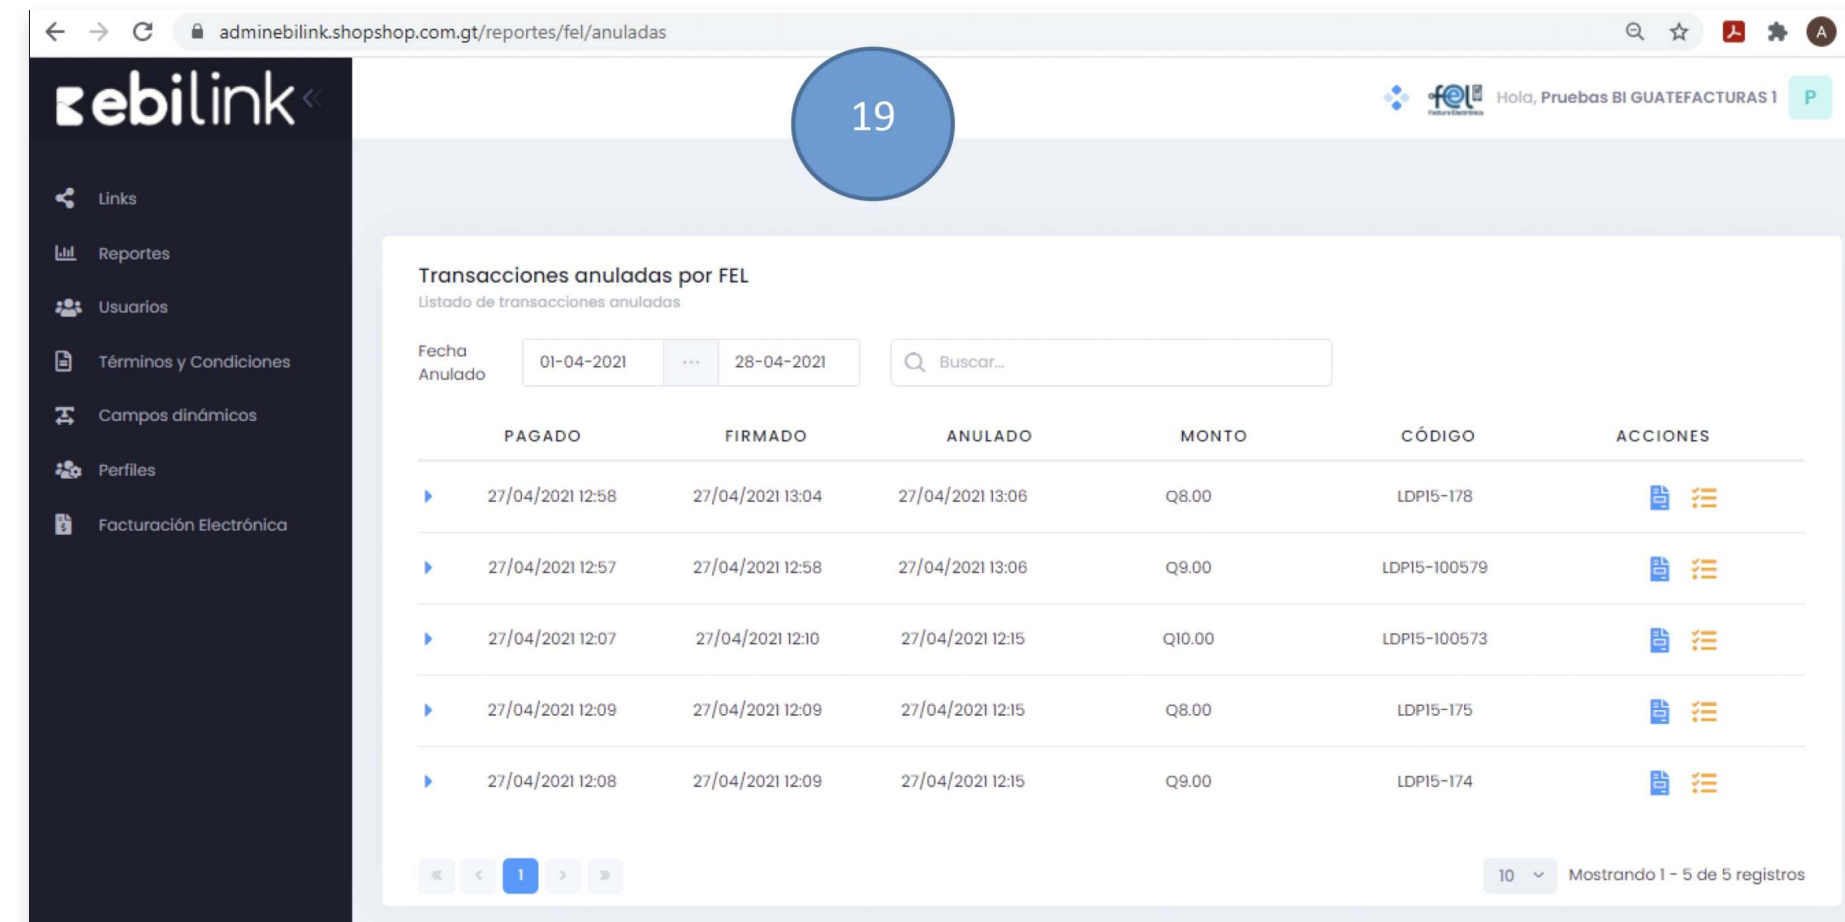 adminebilink.shopshop.com.gt/reportes/fel/anuladas
A
ebilink
19
fel
Factura Electrónica
Hola, Pruebas BI GUATEFACTURAS 1
P
Links
Reportes
Usuarios
Términos y Condiciones
Campos dinámicos
Perfiles
Facturación Electrónica
Transacciones anuladas por FEL
Listado de transacciones anuladas
Fecha Anulado 01-04-2021 ... 28-04-2021 Buscar...
PAGADO FIRMADO ANULADO MONTO CÓDIGO ACCIONES
27/04/2021 12:58 27/04/2021 13:04 27/04/2021 13:06 Q8.00 LDP15-178
27/04/2021 12:57 27/04/2021 12:58 27/04/2021 13:06 Q9.00 LDP15-100579
27/04/2021 12:07 27/04/2021 12:10 27/04/2021 12:15 Q10.00 LDP15-100573
27/04/2021 12:09 27/04/2021 12:09 27/04/2021 12:15 Q8.00 LDP15-175
27/04/2021 12:08 27/04/2021 12:09 27/04/2021 12:15 Q9.00 LDP15-174
« < 1 > » 10 Mostrando 1 - 5 de 5 registros